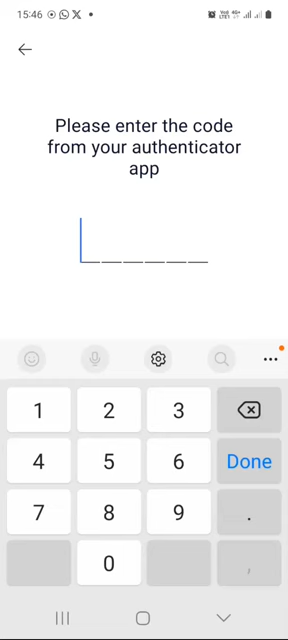 15:46
Please enter the code
from your authenticator
app
1 2 3
4 5 6 Done
7 8 9 .
0 ,